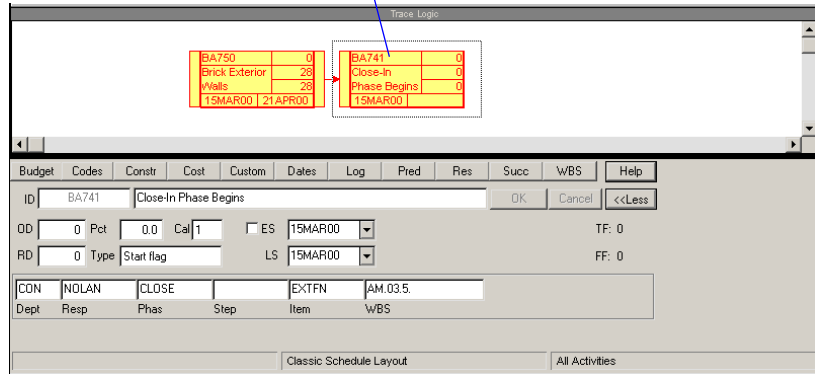 Trace Logic
BA750 0 BA741 0
Brick Exterior 28 Close-In 0
Walls 28 Phase Begins 0
15MAR00 21APR00 15MAR00
Budget Codes Constr Cost Custom Dates Log Pred Res Succ WBS Help
ID BA741 Close-In Phase Begins OK Cancel <<Less
OD 0 Pct 0.0 Cal 1 ES 15MAR00 TF: 0
RD 0 Type Start flag LS 15MAR00 FF: 0
CON NOLAN CLOSE EXTFN AM.03.5.
Dept Resp Phas Step Item WBS
Classic Schedule Layout All Activities